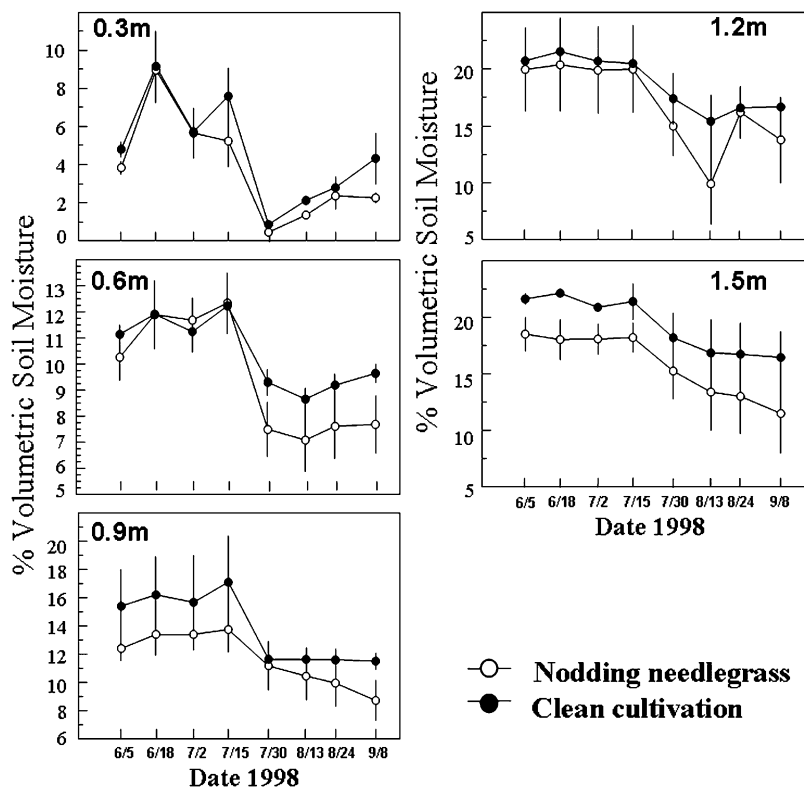 0.3m
10
8
6
4
2
0
0.6m
13
12
11
10
9
8
7
6
5
0.9m
20
18
16
14
12
10
8
6
6/5 6/18 7/2 7/15 7/30 8/13 8/24 9/8
Date 1998
% Volumetric Soil Moisture
1.2m
20
15
10
5
1.5m
20
15
10
5
6/5 6/18 7/2 7/15 7/30 8/13 8/24 9/8
Date 1998
% Volumetric Soil Moisture
Nodding needlegrass
Clean cultivation